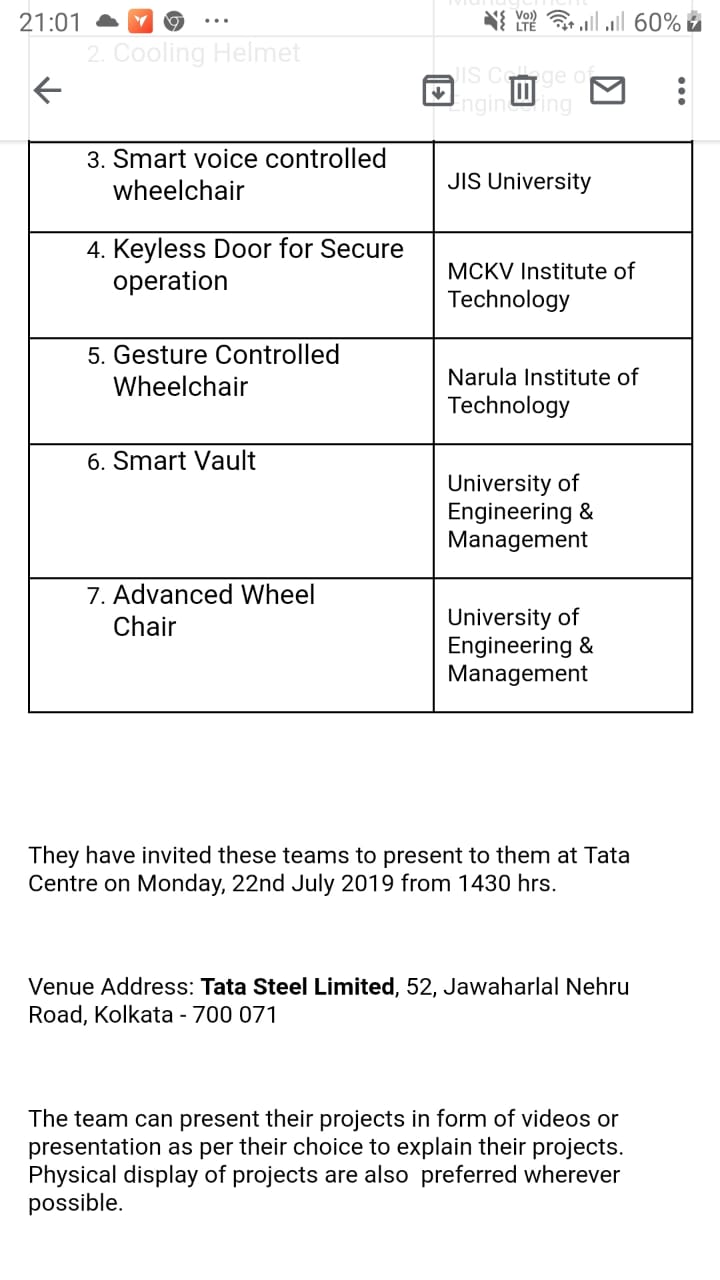 21:01
Vo))
LTE
60%
2. Cooling Helmet
JIS College of
Engineering
3. Smart voice controlled
wheelchair
JIS University
4. Keyless Door for Secure
operation
MCKV Institute of
Technology
5. Gesture Controlled
Wheelchair
Narula Institute of
Technology
6. Smart Vault
University of
Engineering &
Management
7. Advanced Wheel
Chair
University of
Engineering &
Management
They have invited these teams to present to them at Tata
Centre on Monday, 22nd July 2019 from 1430 hrs.
Venue Address: Tata Steel Limited, 52, Jawaharlal Nehru
Road, Kolkata - 700 071
The team can present their projects in form of videos or
presentation as per their choice to explain their projects.
Physical display of projects are also  preferred wherever
possible.